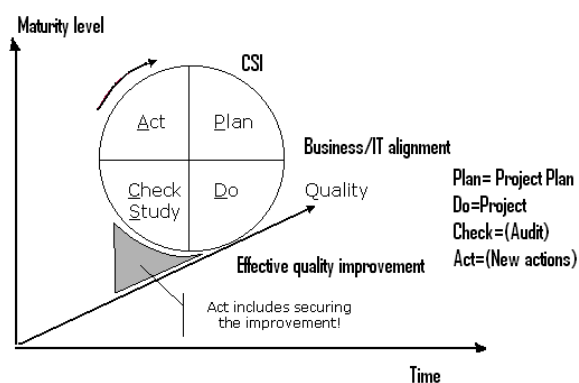 Maturity level
CSI
Act
Plan
Business/IT alignment
Check
Study
Do
Quality
Plan= Project Plan
Do=Project
Check=(Audit)
Act=(New actions)
Effective quality improvement
Act includes securing
the improvement!
Time